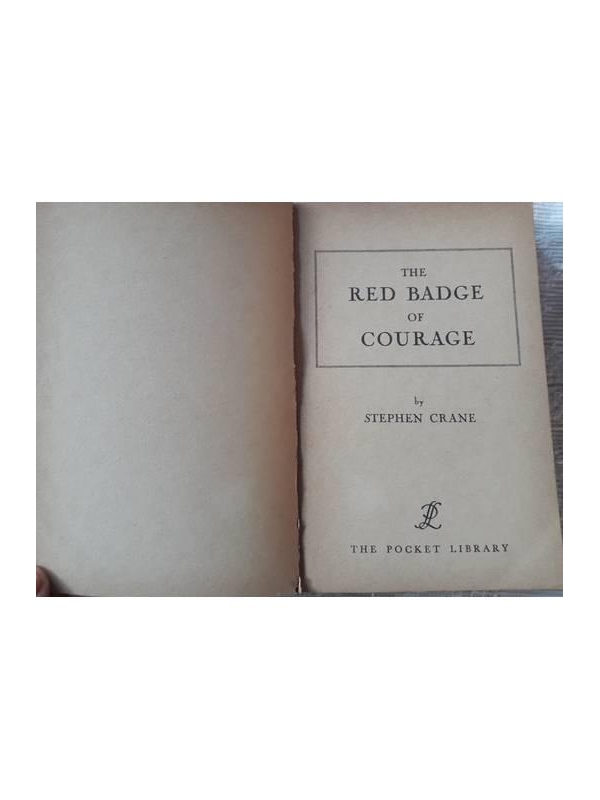 THE
RED BADGE
OF
COURAGE
by
STEPHEN CRANE
PL
THE POCKET LIBRARY